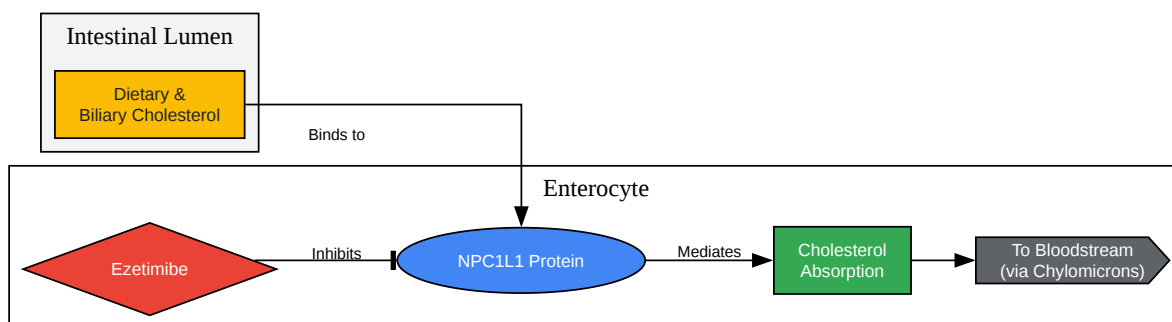 Intestinal Lumen
Dietary &
Biliary Cholesterol
Binds to
Enterocyte
Ezetimibe
Inhibits
NPC1L1 Protein
Mediates
Cholesterol
Absorption
To Bloodstream
(via Chylomicrons)